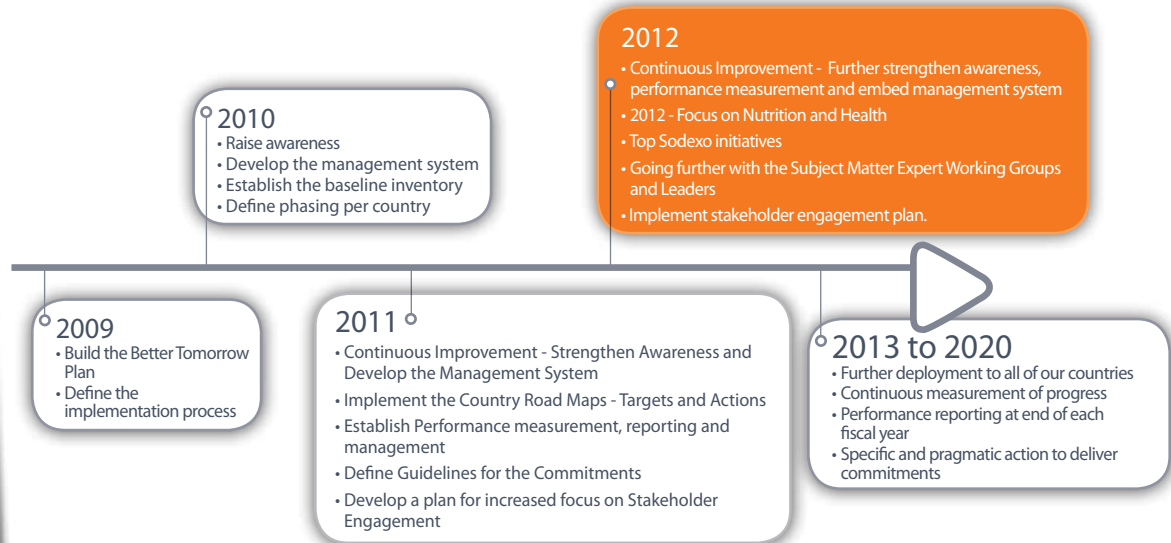 2009
• Build the Better Tomorrow
Plan
• Define the
implementation process
2010
• Raise awareness
• Develop the management system
• Establish the baseline inventory
• Define phasing per country
2011
• Continuous Improvement - Strengthen Awareness and
Develop the Management System
• Implement the Country Road Maps - Targets and Actions
• Establish Performance measurement, reporting and
management
• Define Guidelines for the Commitments
• Develop a plan for increased focus on Stakeholder
Engagement
2012
• Continuous Improvement - Further strengthen awareness,
performance measurement and embed management system
• 2012 - Focus on Nutrition and Health
• Top Sodexo initiatives
• Going further with the Subject Matter Expert Working Groups
and Leaders
• Implement stakeholder engagement plan.
2013 to 2020
• Further deployment to all of our countries
• Continuous measurement of progress
• Performance reporting at end of each
fiscal year
• Specific and pragmatic action to deliver
commitments